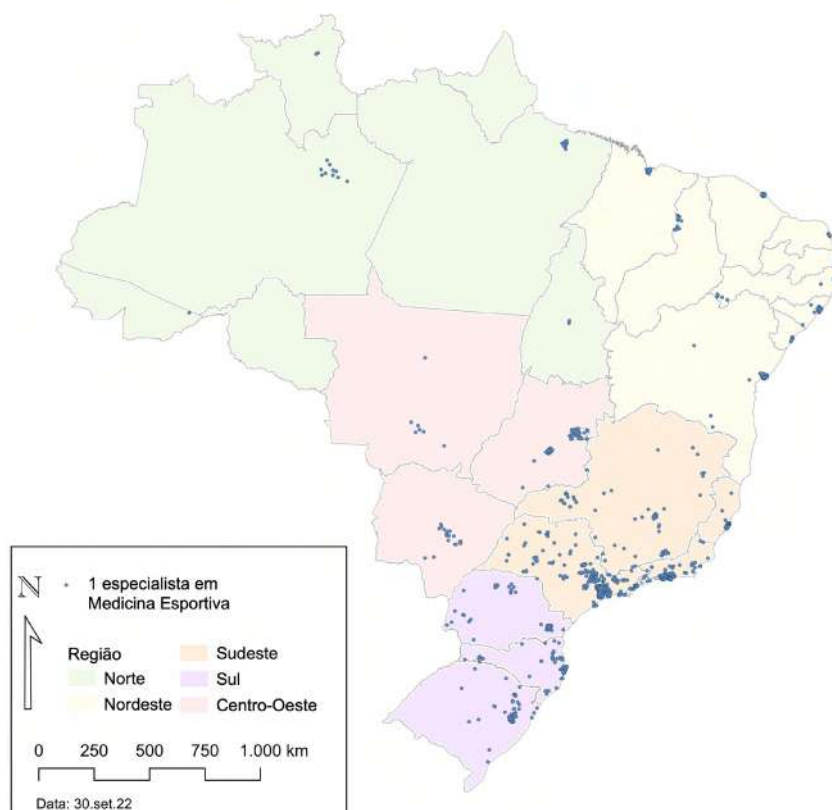 N
1 especialista em
Medicina Esportiva
Região
Norte
Nordeste
Sudeste
Sul
Centro-Oeste
0 250 500 750 1.000 km
Data: 30.set.22